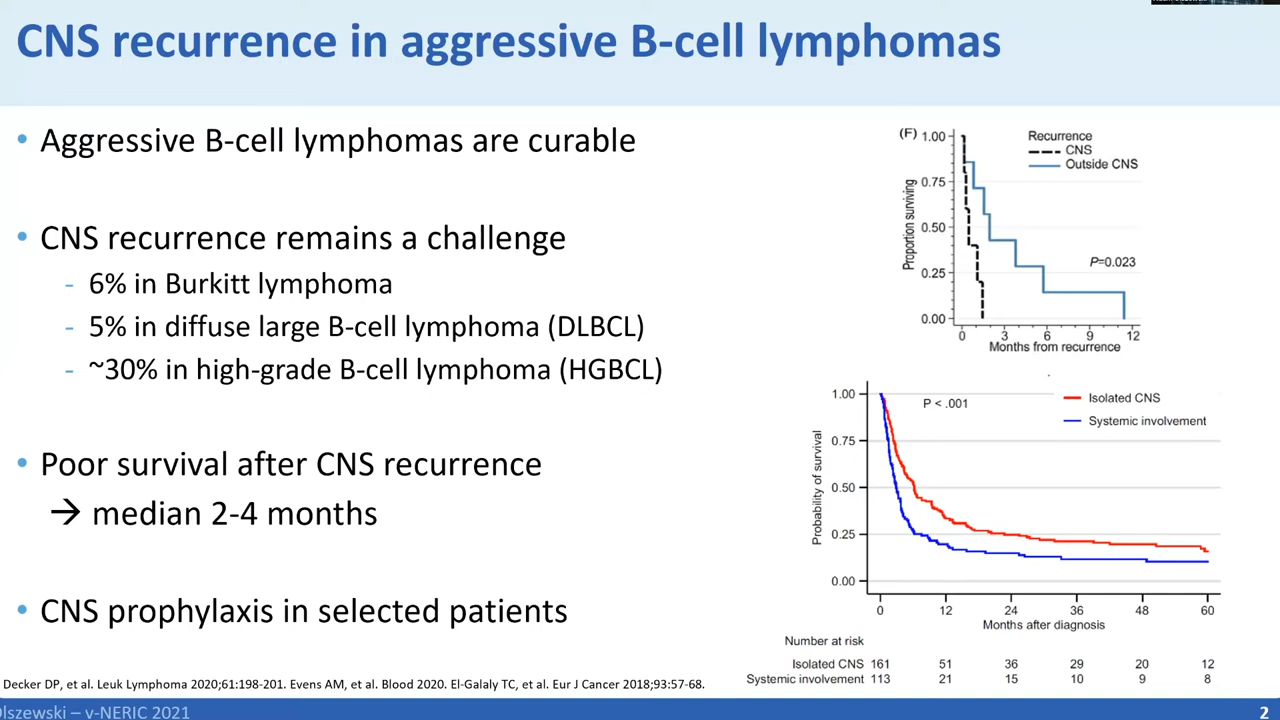 CNS recurrence in aggressive B-cell lymphomas
• Aggressive B-cell lymphomas are curable
• CNS recurrence remains a challenge
- 6% in Burkitt lymphoma
- 5% in diffuse large B-cell lymphoma (DLBCL)
- ~30% in high-grade B-cell lymphoma (HGBCL)
• Poor survival after CNS recurrence
→ median 2-4 months
• CNS prophylaxis in selected patients
(F)
Recurrence
CNS
Outside CNS
Proportion surviving
1.00
0.75
0.50
0.25
0.00
P=0.023
0 3 6 9 12
Months from recurrence
Isolated CNS
Systemic involvement
P < .001
Probability of survival
1.00
0.75
0.50
0.25
0.00
0 12 24 36 48 60
Months after diagnosis
Number at risk
Isolated CNS 161 51 36 29 20 12
Systemic involvement 113 21 15 10 9 8
Decker DP, et al. Leuk Lymphoma 2020;61:198-201. Evens AM, et al. Blood 2020. El-Galaly TC, et al. Eur J Cancer 2018;93:57-68.
Olszewski – v-NERIC 2021
2